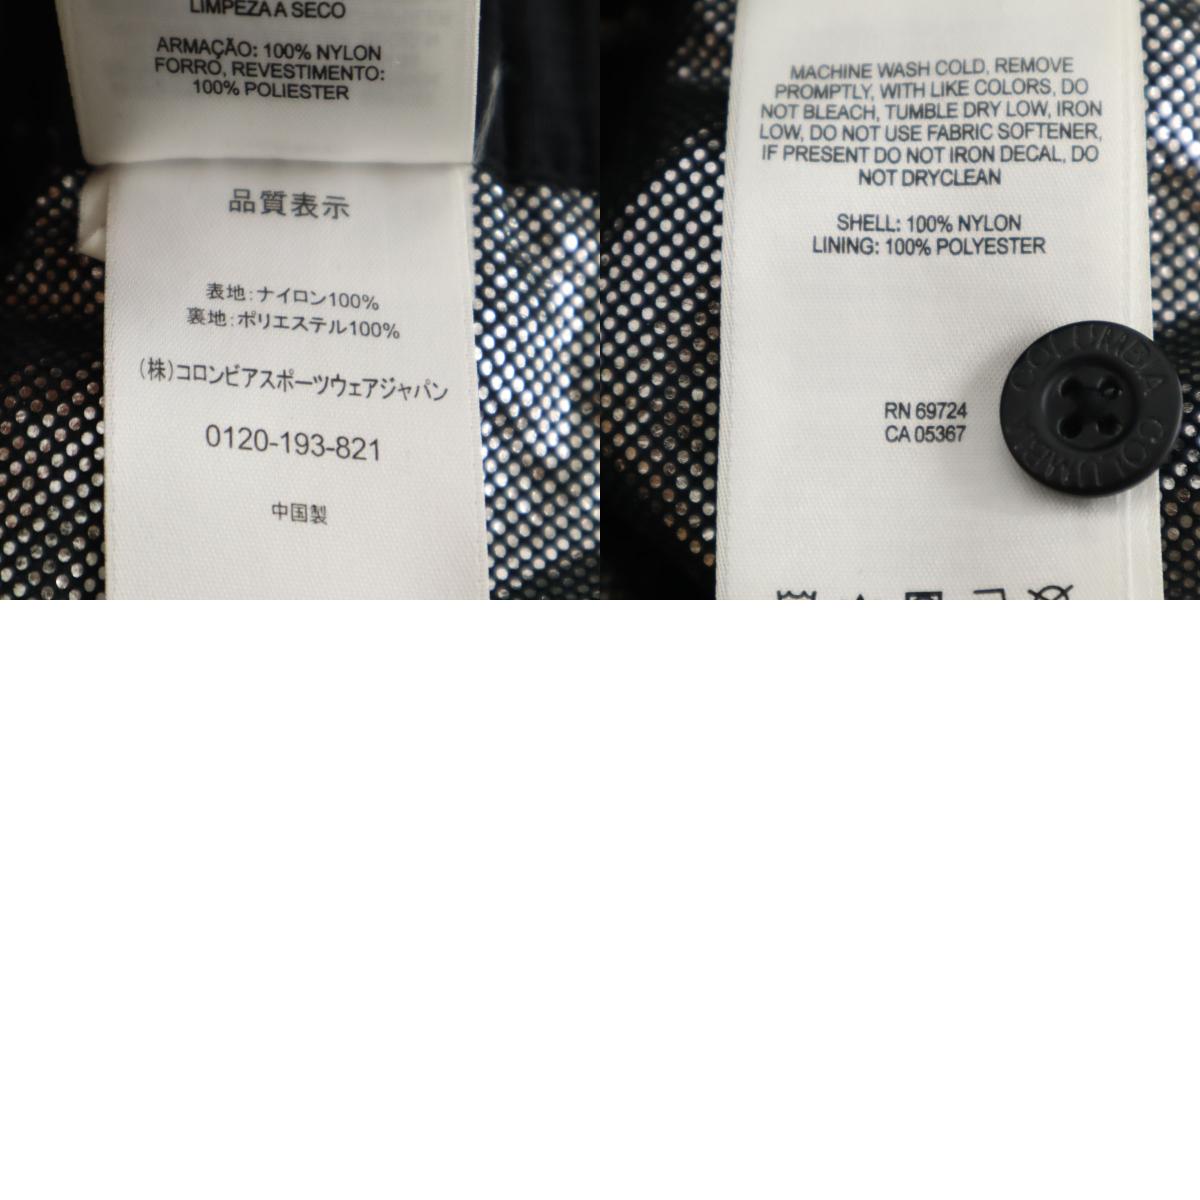 LIMPEZA A SECO
ARMAÇÃO: 100% NYLON
FORRO, REVESTIMENTO:
100% POLIESTER
品質表示
表地:ナイロン100%
裏地:ポリエステル100%
(株)コロンビアスポーツウェアジャパン
0120-193-821
中国製
MACHINE WASH COLD, REMOVE
PROMPTLY, WITH LIKE COLORS, DO
NOT BLEACH, TUMBLE DRY LOW, IRON
LOW, DO NOT USE FABRIC SOFTENER,
IF PRESENT DO NOT IRON DECAL, DO
NOT DRYCLEAN
SHELL: 100% NYLON
LINING: 100% POLYESTER
RN 69724
CA 05367
COLUMBIA COLUMBIA